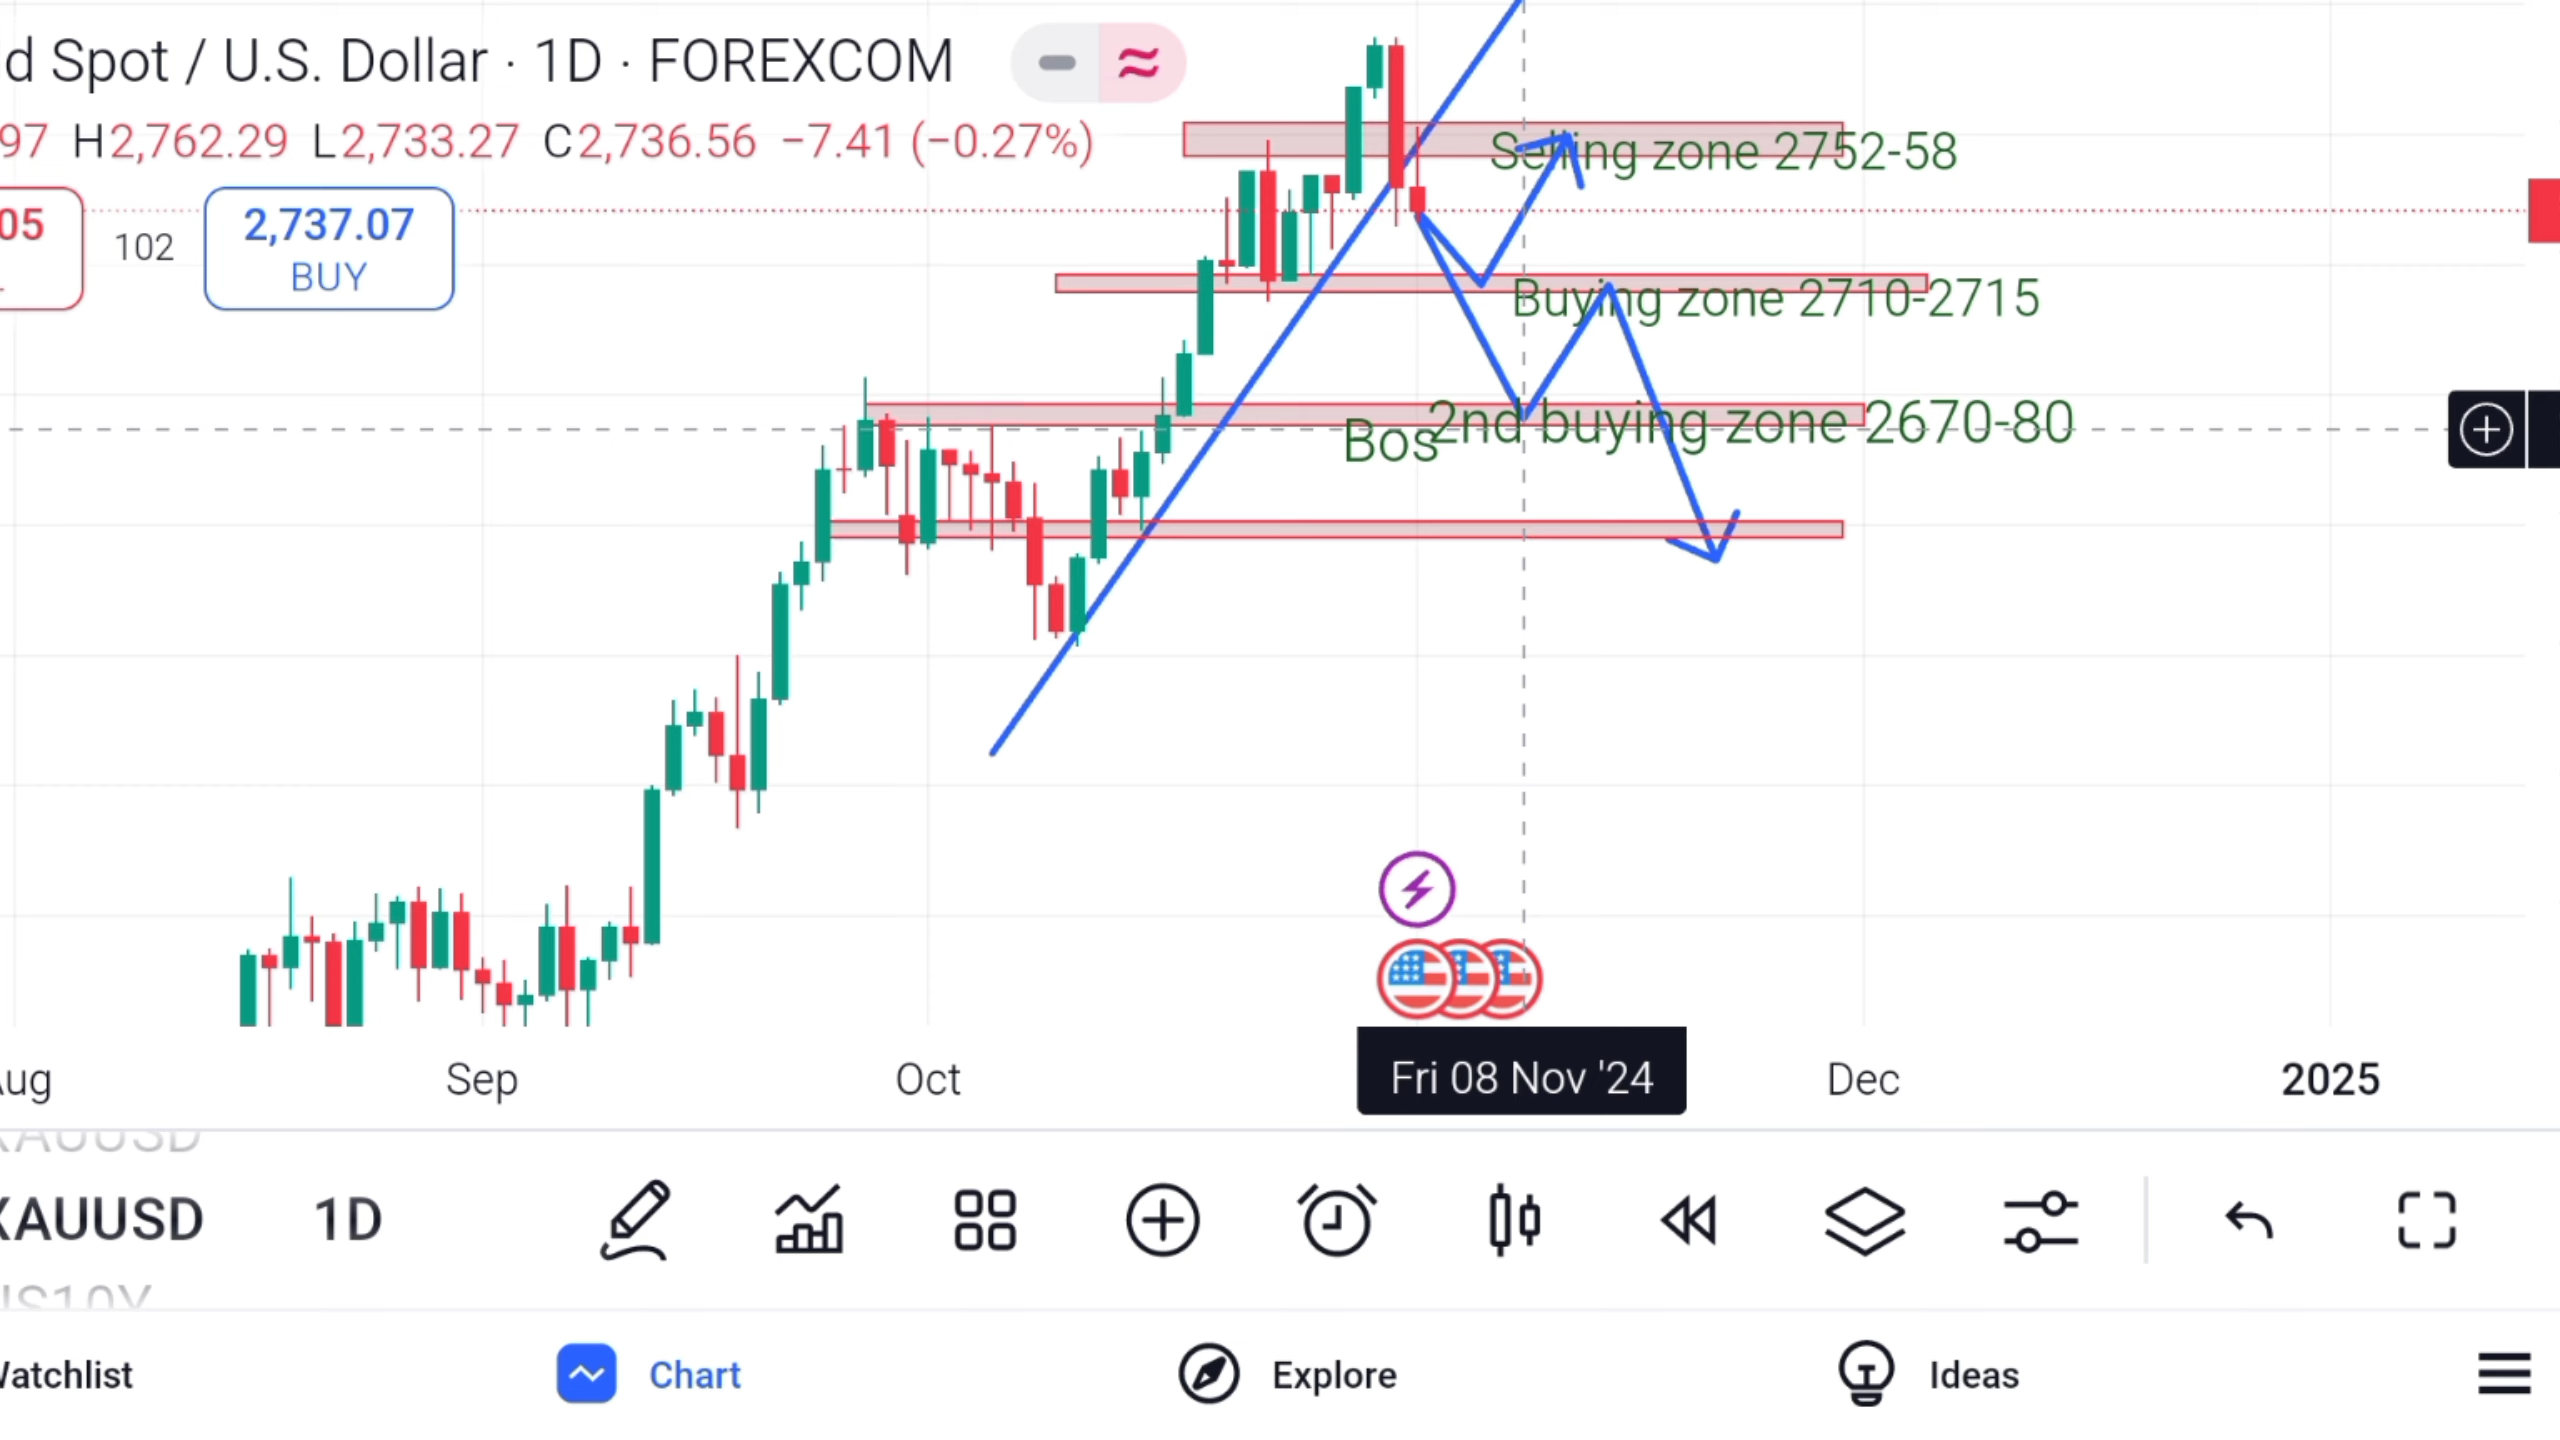 d Spot / U.S. Dollar · 1D · FOREXCOM
97 H2,762.29 L2,733.27 C2,736.56 −7.41 (−0.27%)
05
102
2,737.07
BUY
Selling zone 2752-58
Buying zone 2710-2715
2nd buying zone 2670-80
Bos
Aug
Sep
Oct
Fri 08 Nov '24
Dec
2025
XAUUSD
XAUUSD 1D
US10Y
Watchlist
Chart
Explore
Ideas